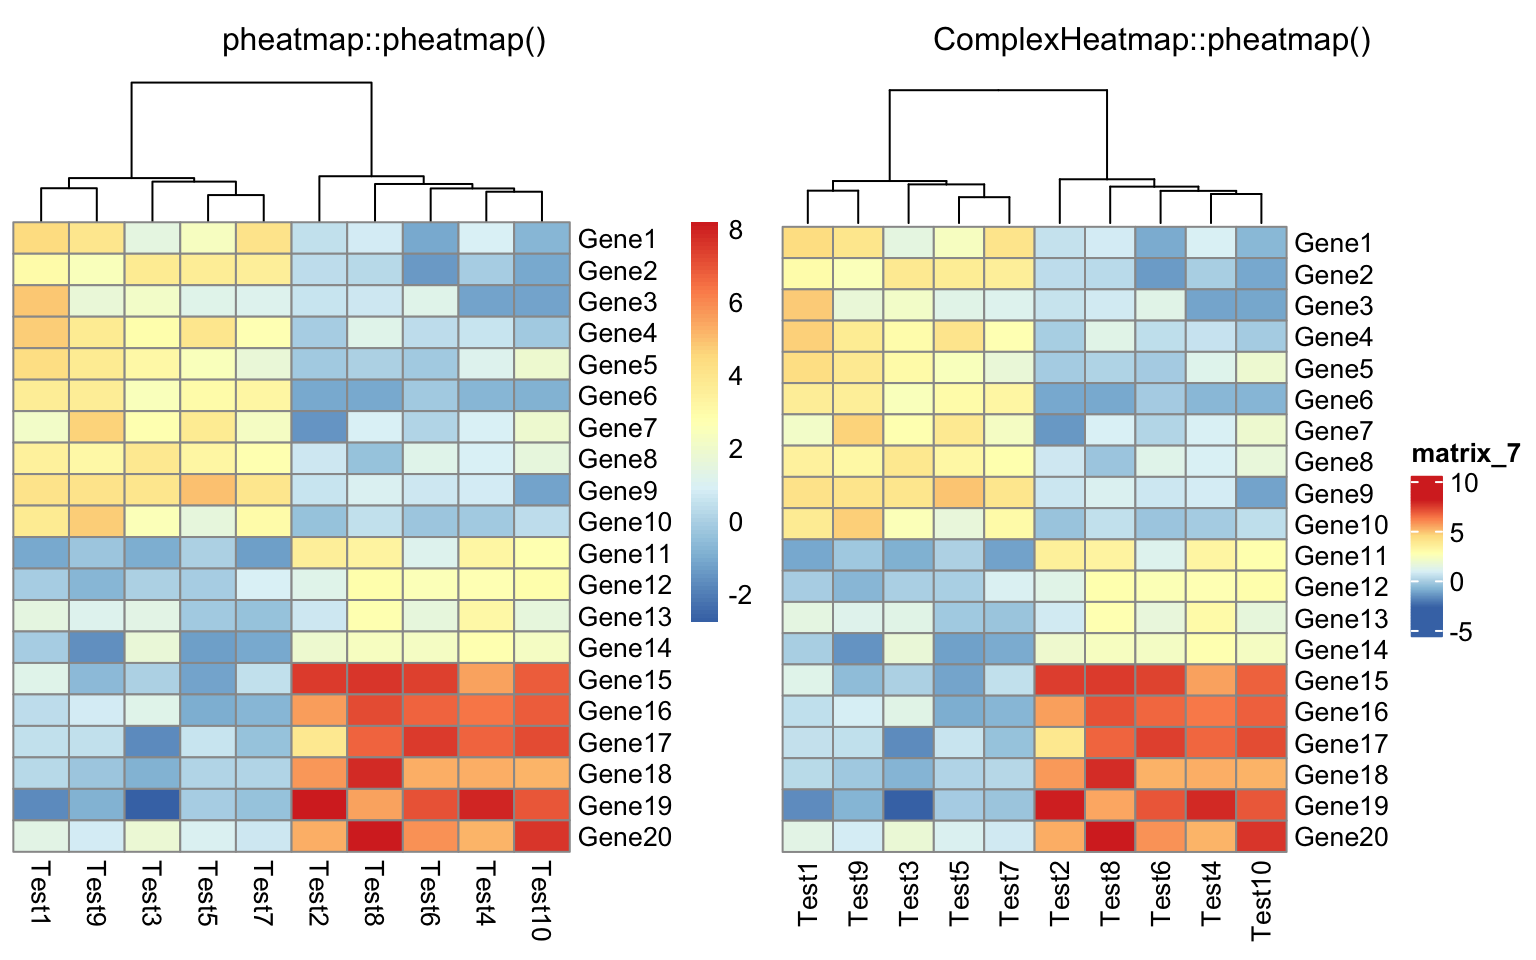 pheatmap::pheatmap()
Gene1
Gene2
Gene3
Gene4
Gene5
Gene6
Gene7
Gene8
Gene9
Gene10
Gene11
Gene12
Gene13
Gene14
Gene15
Gene16
Gene17
Gene18
Gene19
Gene20
Test1
Test9
Test3
Test5
Test7
Test2
Test8
Test6
Test4
Test10
8
6
4
2
0
-2
ComplexHeatmap::pheatmap()
Gene1
Gene2
Gene3
Gene4
Gene5
Gene6
Gene7
Gene8
Gene9
Gene10
Gene11
Gene12
Gene13
Gene14
Gene15
Gene16
Gene17
Gene18
Gene19
Gene20
Test1
Test9
Test3
Test5
Test7
Test2
Test8
Test6
Test4
Test10
matrix_7
10
5
0
-5